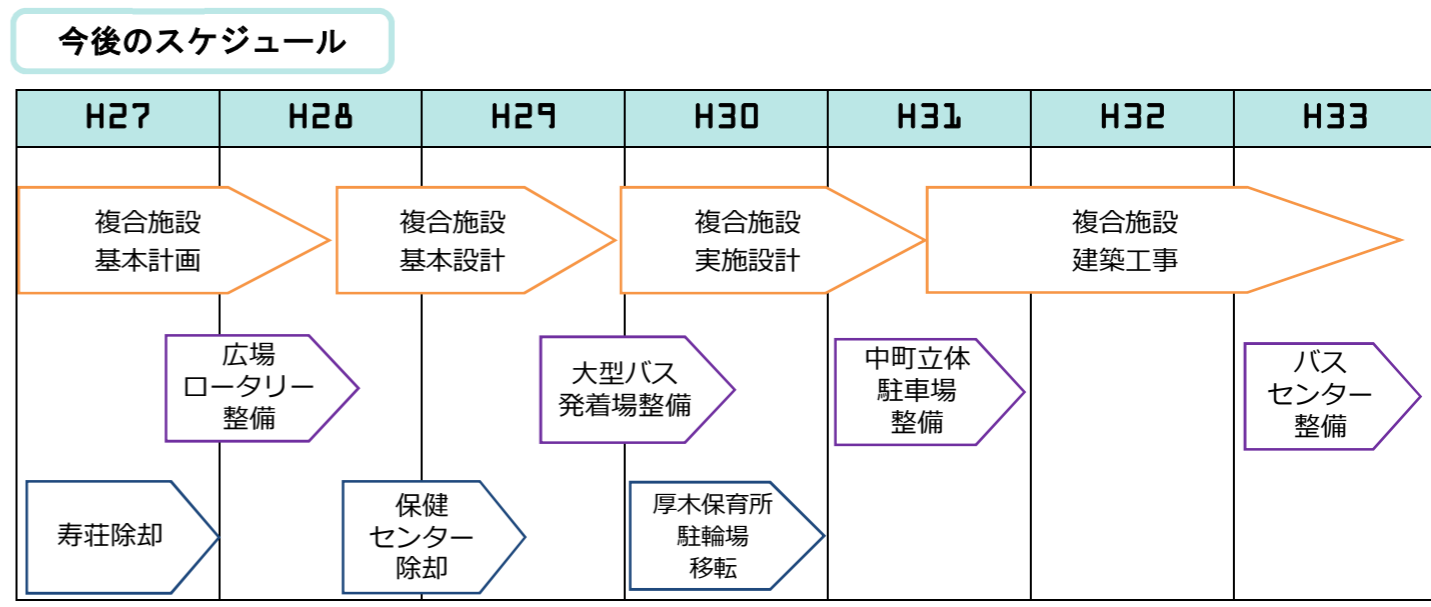 今後のスケジュール
H27 H28 H29 H30 H31 H32 H33
複合施設
基本計画
複合施設
基本設計
複合施設
実施設計
複合施設
建築工事
広場
ロータリー
整備
大型バス
発着場整備
中町立体
駐車場
整備
バス
センター
整備
寿荘除却
保健
センター
除却
厚木保育所
駐輪場
移転